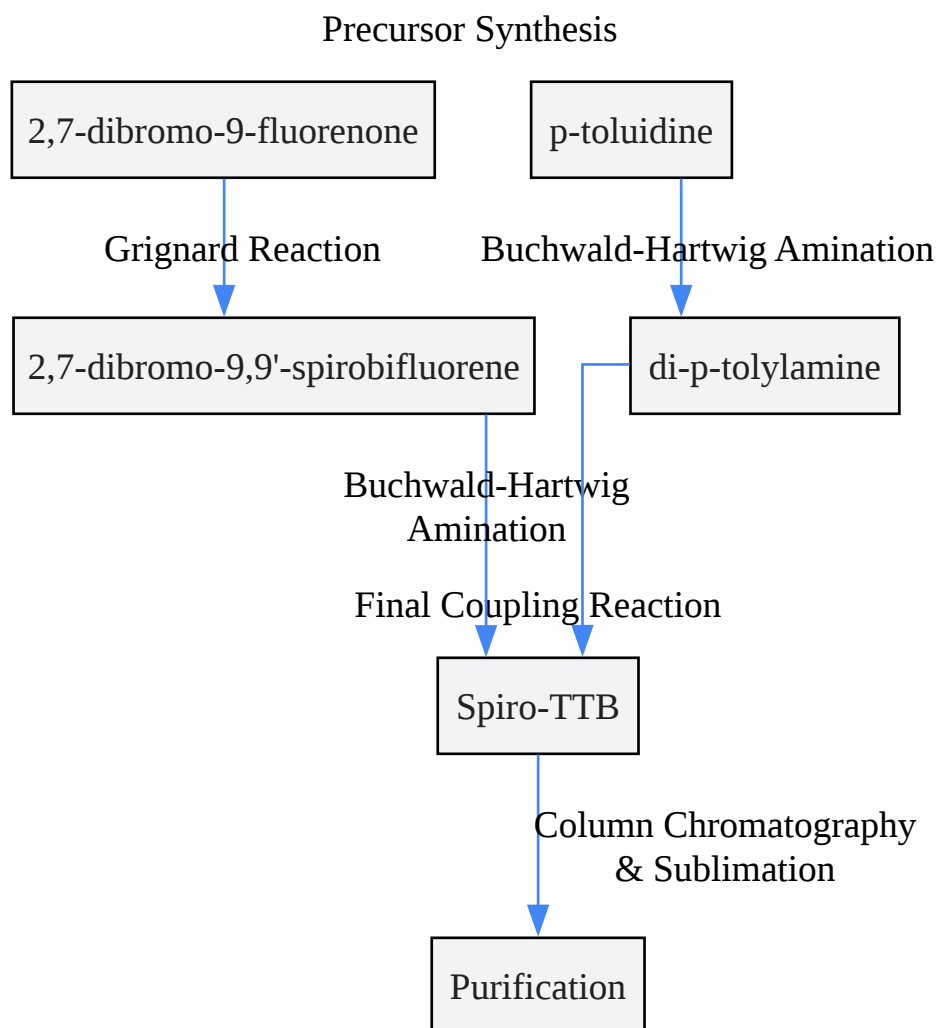 Precursor Synthesis
2,7-dibromo-9-fluorenone
p-toluidine
Grignard Reaction
Buchwald-Hartwig Amination
2,7-dibromo-9,9'-spirobifluorene
di-p-tolylamine
Buchwald-Hartwig
Amination
Final Coupling Reaction
Spiro-TTB
Column Chromatography
& Sublimation
Purification